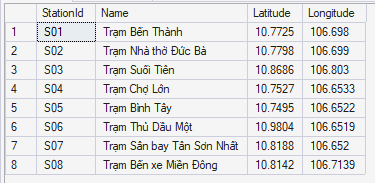 StationId Name Latitude Longitude
1 S01 Trạm Bến Thành 10.7725 106.698
2 S02 Trạm Nhà thờ Đức Bà 10.7798 106.699
3 S03 Trạm Suối Tiên 10.8686 106.803
4 S04 Trạm Chợ Lớn 10.7527 106.6533
5 S05 Trạm Bình Tây 10.7495 106.6522
6 S06 Trạm Thủ Dầu Một 10.9804 106.6519
7 S07 Trạm Sân bay Tân Sơn Nhất 10.8188 106.652
8 S08 Trạm Bến xe Miền Đông 10.8142 106.7139